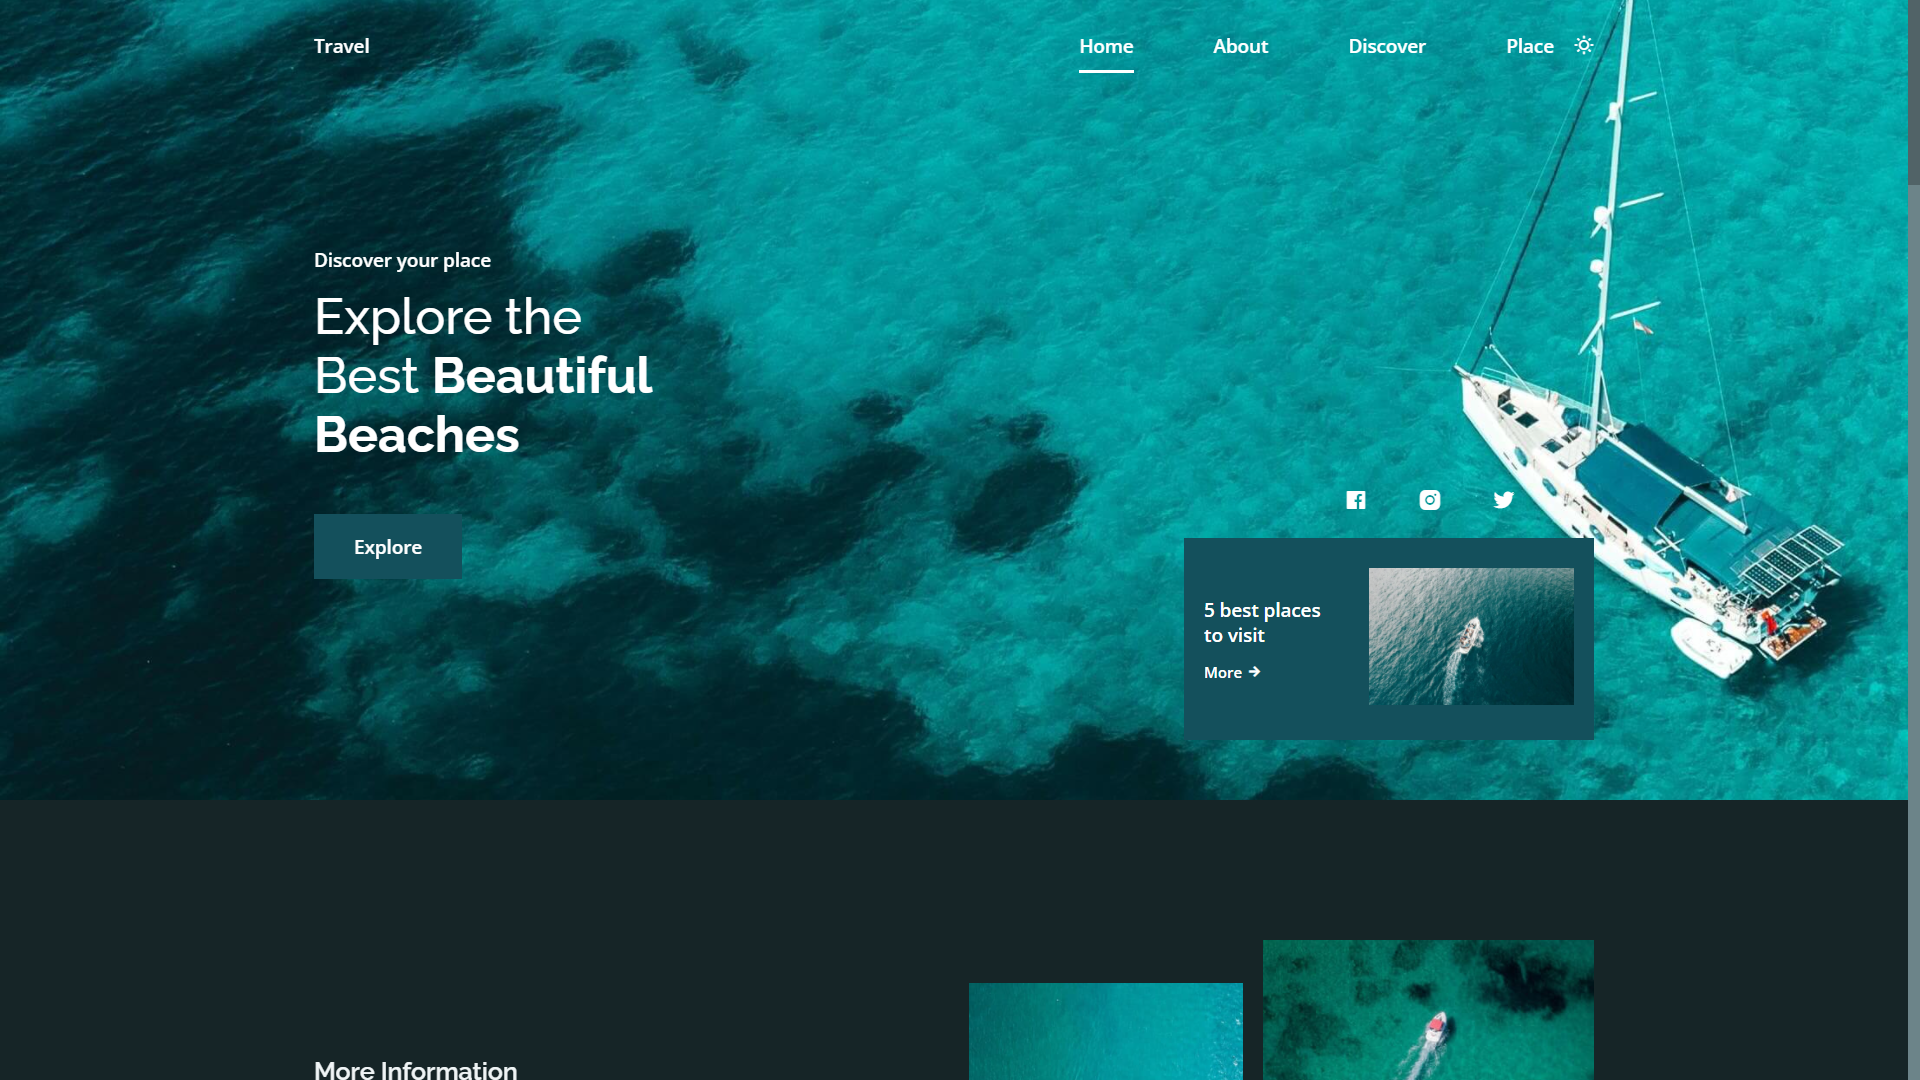 Travel
Home
About
Discover
Place
Discover your place
Explore the
Best Beautiful
Beaches
Explore
5 best places
to visit
More
More Information